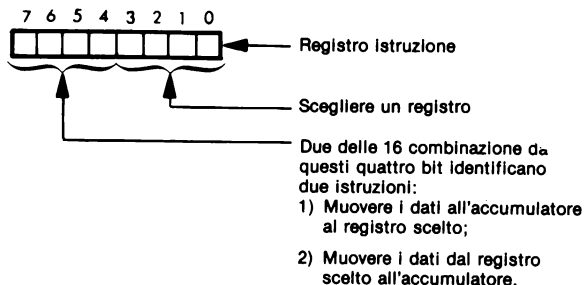 7 6 5 4 3 2 1 0
Registro istruzione
Scegliere un registro
Due delle 16 combinazione da
questi quattro bit identificano
due istruzioni:
1) Muovere i dati all'accumulatore
al registro scelto;
2) Muovere i dati dal registro
scelto all'accumulatore.